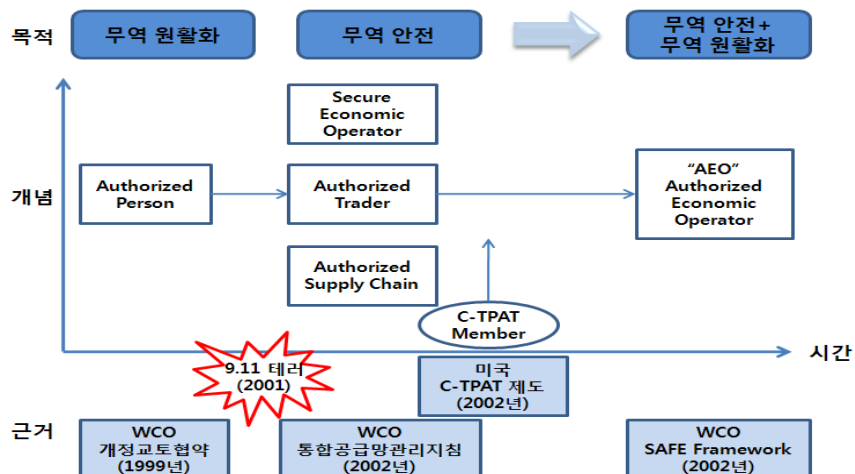 목적
무역 원활화
무역 안전
무역 안전+
무역 원활화
Secure
Economic
Operator
개념
Authorized
Person
Authorized
Trader
“AEO”
Authorized
Economic
Operator
Authorized
Supply Chain
C-TPAT
Member
시간
9.11 테러
(2001)
미국
C-TPAT 제도
(2002년)
근거
WCO
개정교토협약
(1999년)
WCO
통합공급망관리지침
(2002년)
WCO
SAFE Framework
(2002년)